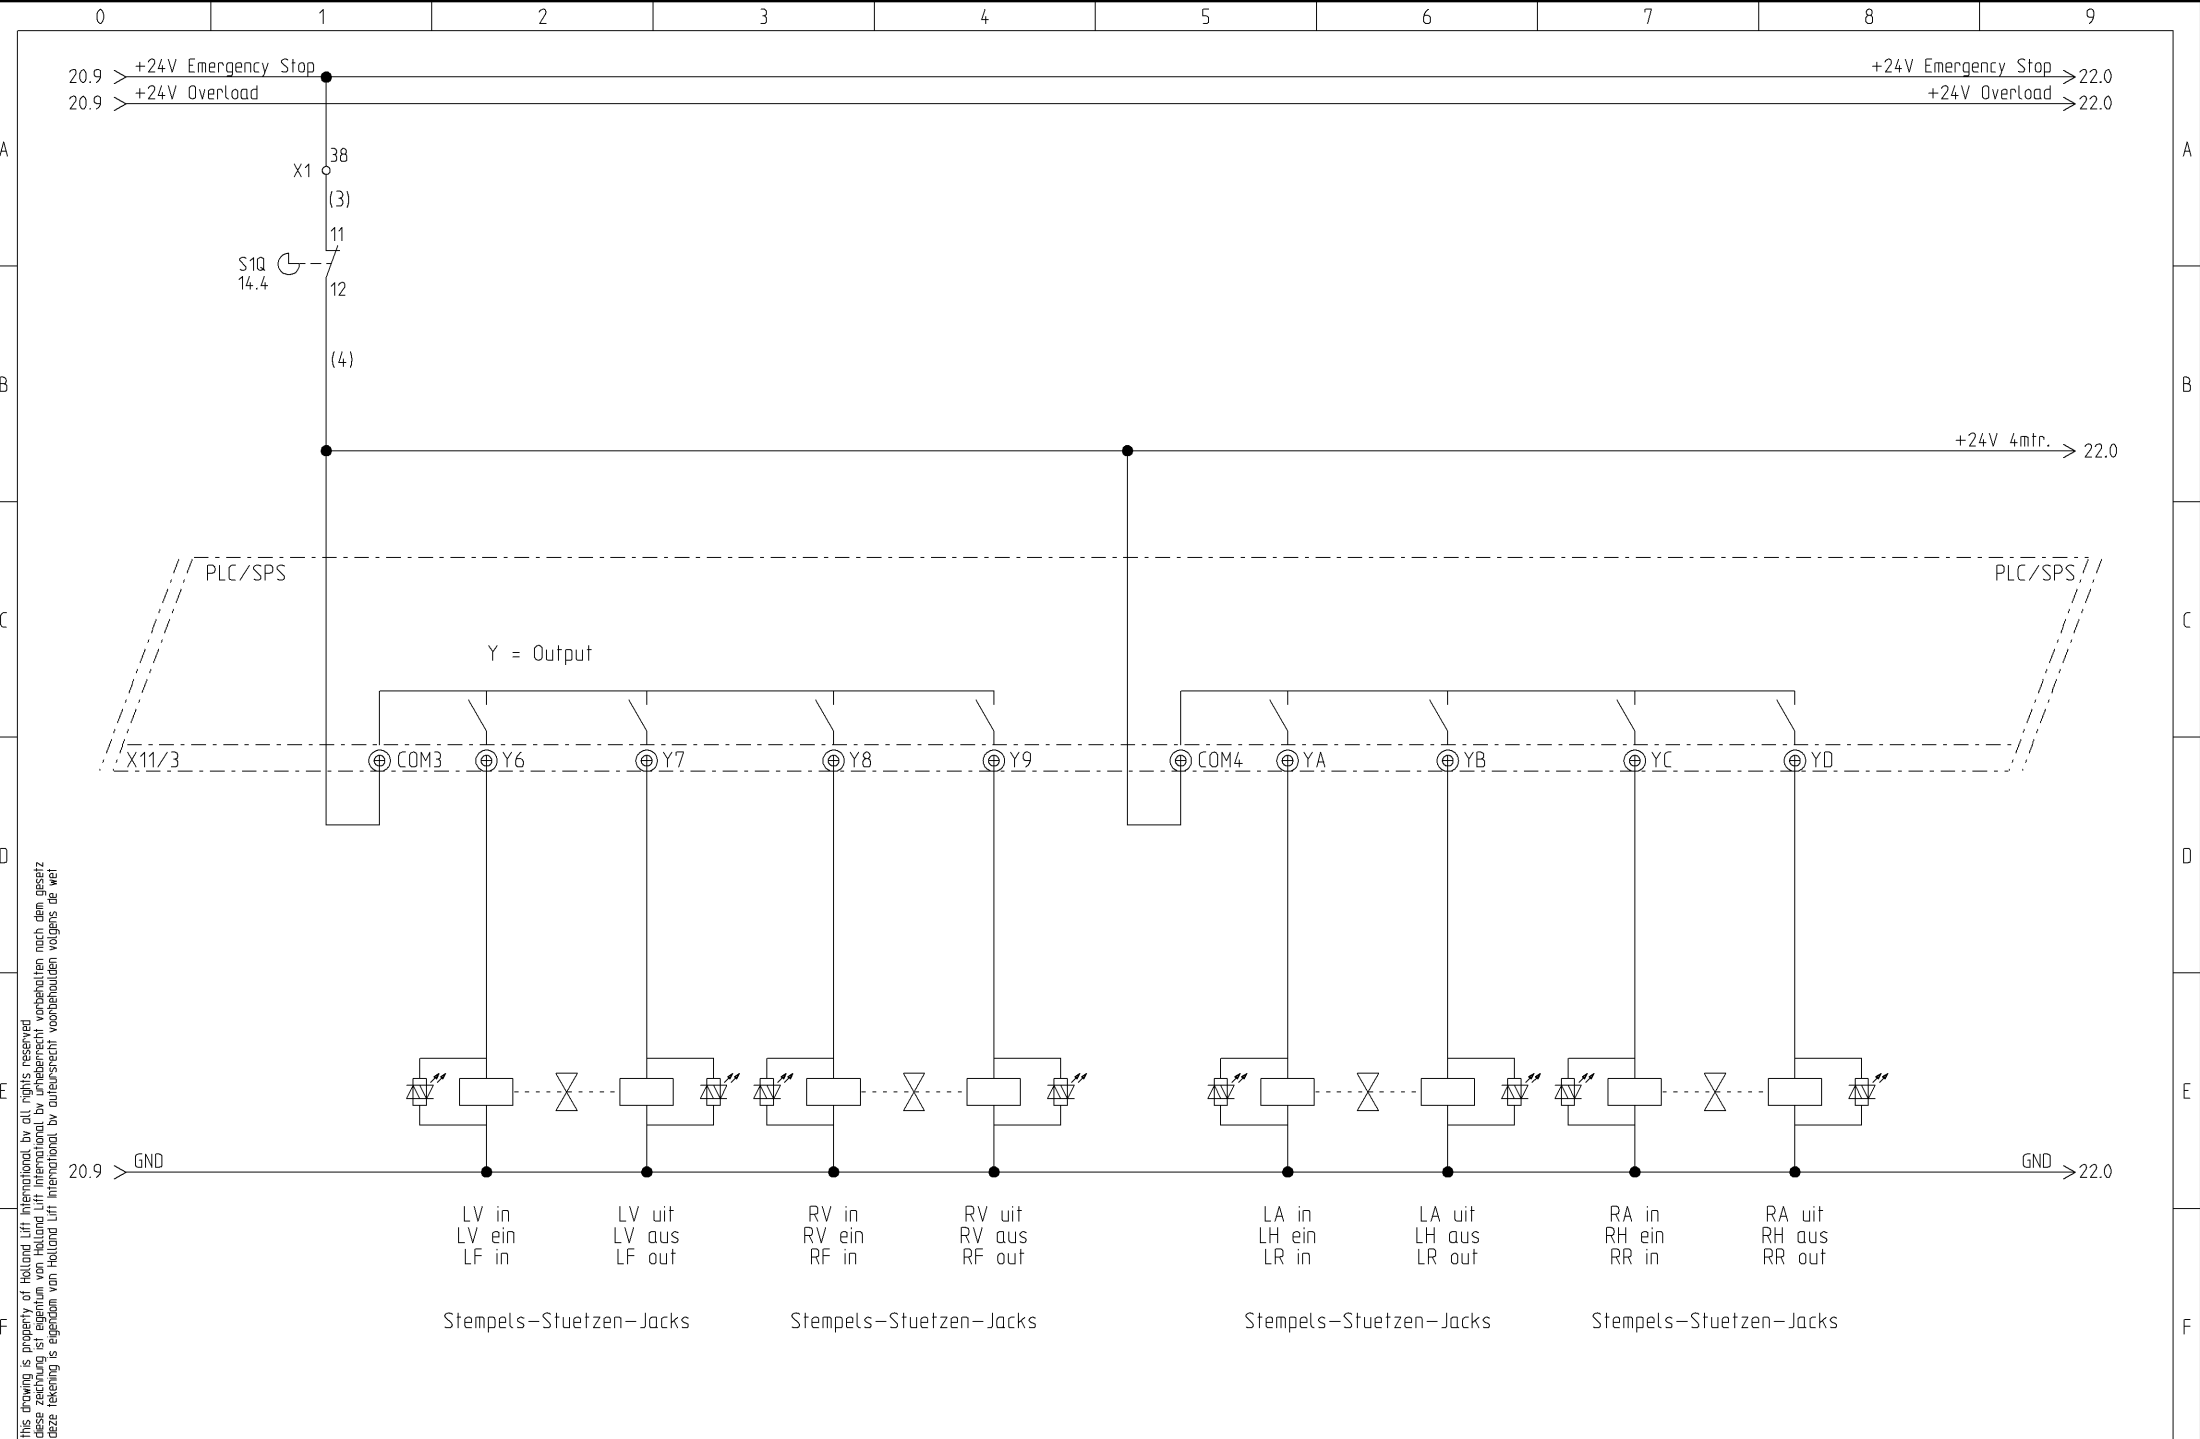 0 1 2 3 4 5 6 7 8 9
20.9 +24V Emergency Stop +24V Emergency Stop 22.0
20.9 +24V Overload +24V Overload 22.0
A A
38
X1
(3)
11
S1Q
14.4
12
(4)
B B
+24V 4mtr. 22.0
PLC/SPS PLC/SPS
C C
Y = Output
X11/3 COM3 Y6 Y7 Y8 Y9 COM4 YA YB YC YD
D D
E E
20.9 GND GND 22.0
LV in LV uit RV in RV uit LA in LA uit RA in RA uit
LV ein LV aus RV ein RV aus LH ein LH aus RH ein RH aus
LF in LF out RF in RF out LR in LR out RR in RR out
Stempels-Stuetzen-Jacks Stempels-Stuetzen-Jacks Stempels-Stuetzen-Jacks Stempels-Stuetzen-Jacks
F F
this drawing is property of Holland Lift International bv all rights reserved
diese zeichnung ist eigentum von Holland Lift International bv urheberrecht vorbehalten nach dem gesetz
deze tekening is eigendom van Holland Lift International bv auteursrecht voorbehoulden volgens de wet